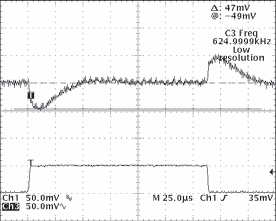 Δ: 47mV
@: −49mV
C3 Freq
624.9999kHz
Low
resolution
Ch1 50.0mV
Ch3 50.0mV
M 25.0µs Ch1
35mV